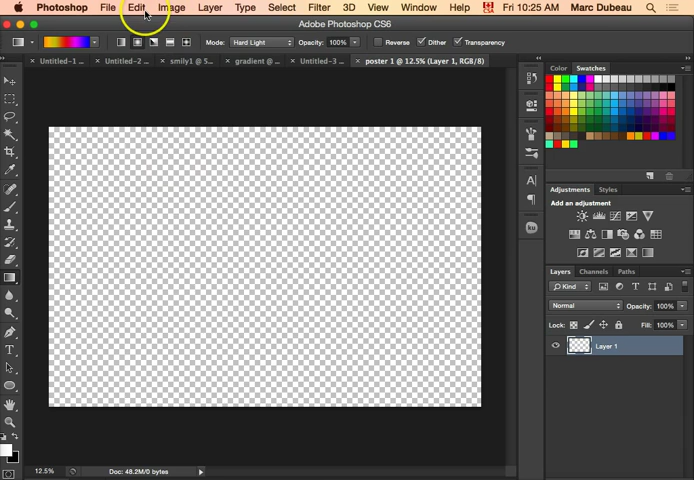 Photoshop File Edit Image Layer Type Select Filter 3D View Window Help Fri 10:25 AM Marc Dubeau
Adobe Photoshop CS6
Mode: Hard Light Opacity: 100% Reverse Dither Transparency
Untitled-1 ... Untitled-2 ... smily1 @ 5... gradient @ ... Untitled-3 ... poster 1 @ 12.5% (Layer 1, RGB/8)
Color Swatches
Adjustments Styles
Add an adjustment
Layers Channels Paths
Kind
Normal Opacity: 100%
Lock: Fill: 100%
Layer 1
12.5% Doc: 48.2M/0 bytes